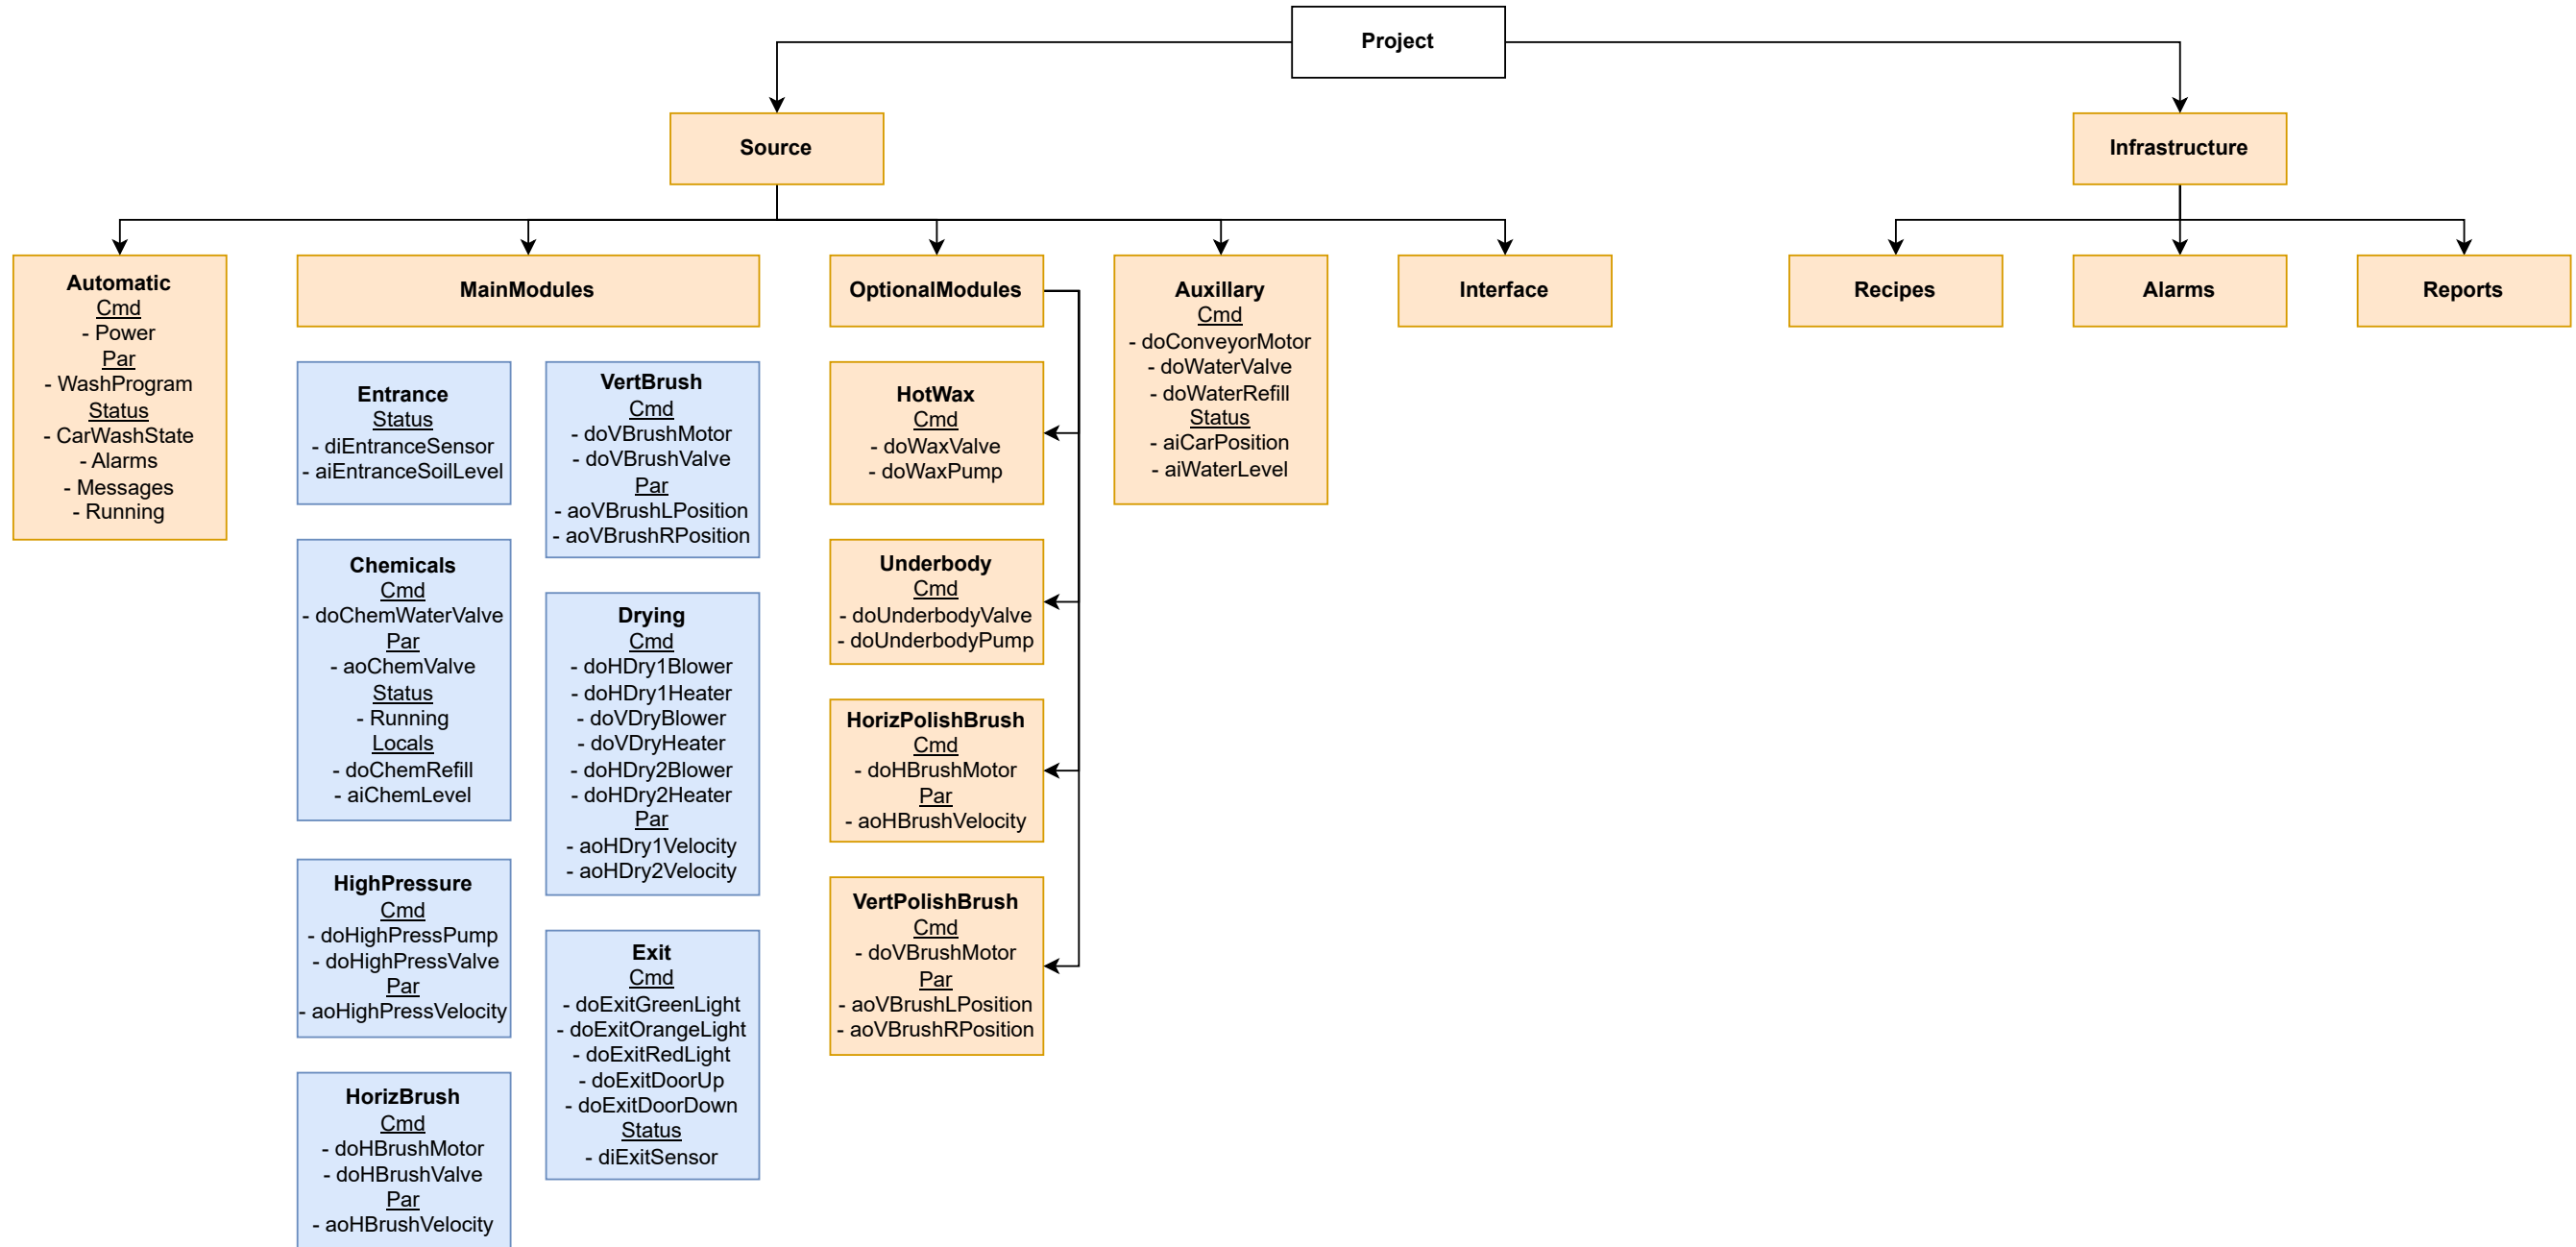 Project
Source
Infrastructure
Automatic
Cmd
- Power
Par
- WashProgram
Status
- CarWashState
- Alarms
- Messages
- Running
MainModules
Entrance
Status
- diEntranceSensor
- aiEntranceSoilLevel
Chemicals
Cmd
- doChemWaterValve
Par
- aoChemValve
Status
- Running
Locals
- doChemRefill
- aiChemLevel
HighPressure
Cmd
- doHighPressPump
- doHighPressValve
Par
- aoHighPressVelocity
HorizBrush
Cmd
- doHBrushMotor
- doHBrushValve
Par
- aoHBrushVelocity
VertBrush
Cmd
- doVBrushMotor
- doVBrushValve
Par
- aoVBrushLPosition
- aoVBrushRPosition
Drying
Cmd
- doHDry1Blower
- doHDry1Heater
- doVDryBlower
- doVDryHeater
- doHDry2Blower
- doHDry2Heater
Par
- aoHDry1Velocity
- aoHDry2Velocity
Exit
Cmd
- doExitGreenLight
- doExitOrangeLight
- doExitRedLight
- doExitDoorUp
- doExitDoorDown
Status
- diExitSensor
OptionalModules
HotWax
Cmd
- doWaxValve
- doWaxPump
Underbody
Cmd
- doUnderbodyValve
- doUnderbodyPump
HorizPolishBrush
Cmd
- doHBrushMotor
Par
- aoHBrushVelocity
VertPolishBrush
Cmd
- doVBrushMotor
Par
- aoVBrushLPosition
- aoVBrushRPosition
Auxillary
Cmd
- doConveyorMotor
- doWaterValve
- doWaterRefill
Status
- aiCarPosition
- aiWaterLevel
Interface
Recipes
Alarms
Reports